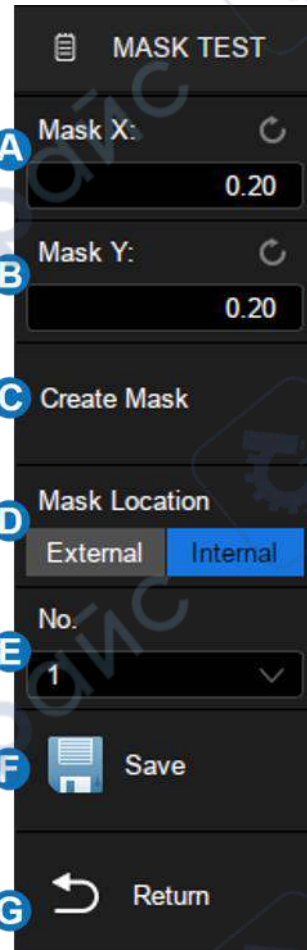 MASK TEST
A Mask X:
0.20
B Mask Y:
0.20
C Create Mask
Mask Location
D
External Internal
No.
E
1
F Save
G Return